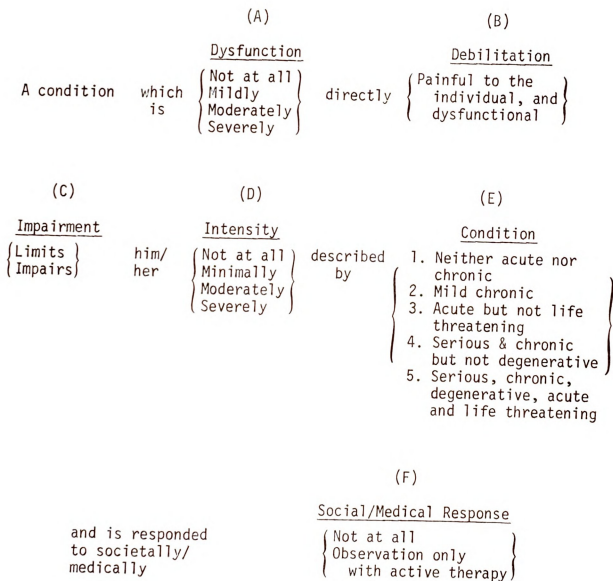 (A) (B)
Dysfunction Debilitation
A condition which is Not at all directly Painful to the
Mildly individual, and
Moderately dysfunctional
Severely
(C) (D) (E)
Impairment Intensity Condition
Limits him/ Not at all described 1. Neither acute nor
Impairs her Minimally by chronic
Moderately 2. Mild chronic
Severely 3. Acute but not life
threatening
4. Serious & chronic
but not degenerative
5. Serious, chronic,
degenerative, acute
and life threatening
(F)
Social/Medical Response
and is responded Not at all
to societally/ Observation only
medically with active therapy